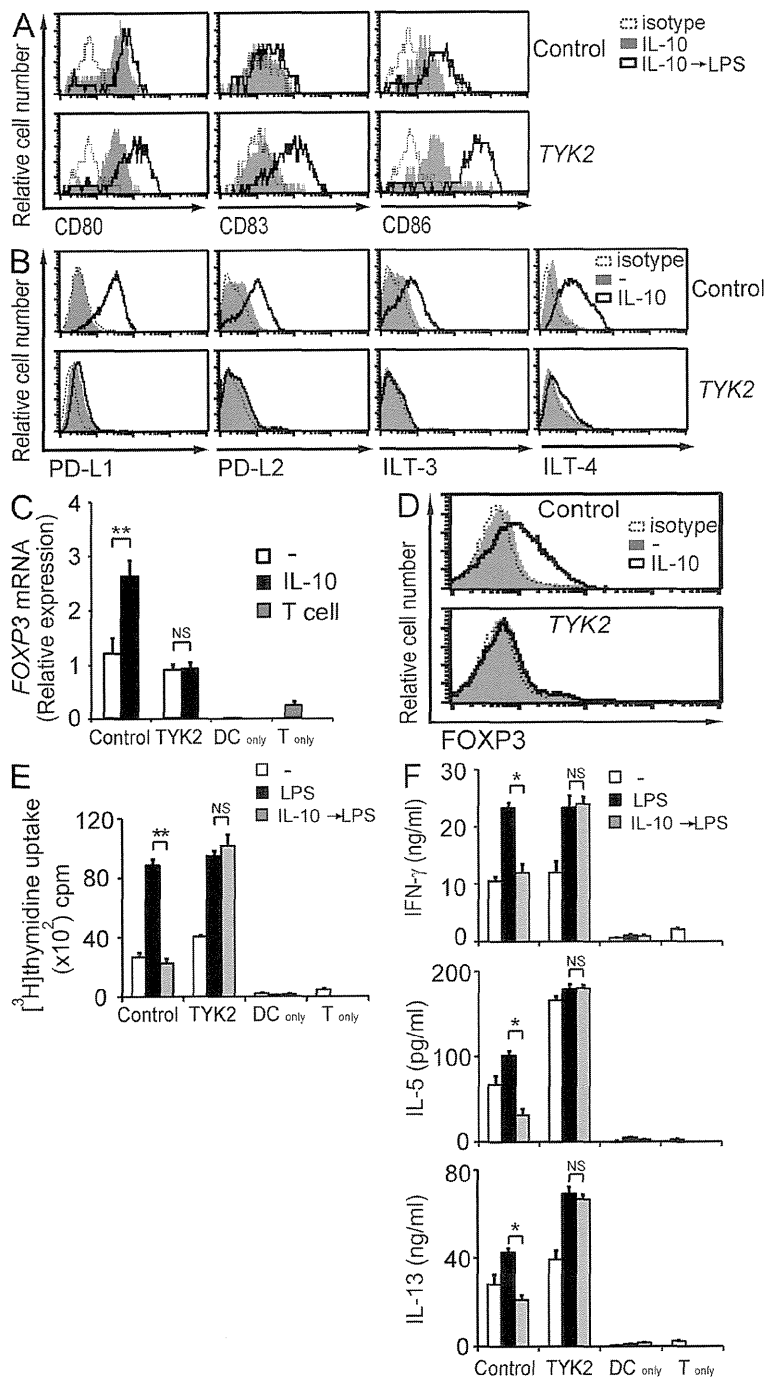 A
Relative cell number
isotype
IL-10
IL-10→LPS
Control
TYK2
CD80
CD83
CD86
B
Relative cell number
isotype
-
IL-10
Control
TYK2
PD-L1
PD-L2
ILT-3
ILT-4
C
FOXP3 mRNA
(Relative expression)
4
3
2
1
0
**
NS
-
IL-10
T cell
Control TYK2 DC only T only
D
Relative cell number
Control
isotype
-
IL-10
TYK2
FOXP3
E
[³H]thymidine uptake
(x10²) cpm
120
80
40
0
**
NS
-
LPS
IL-10→LPS
Control TYK2 DC only T only
F
IFN-γ (ng/ml)
30
20
10
0
*
NS
-
LPS
IL-10→LPS
IL-5 (pg/ml)
200
100
0
*
NS
IL-13 (ng/ml)
80
40
0
*
NS
Control TYK2 DC only T only